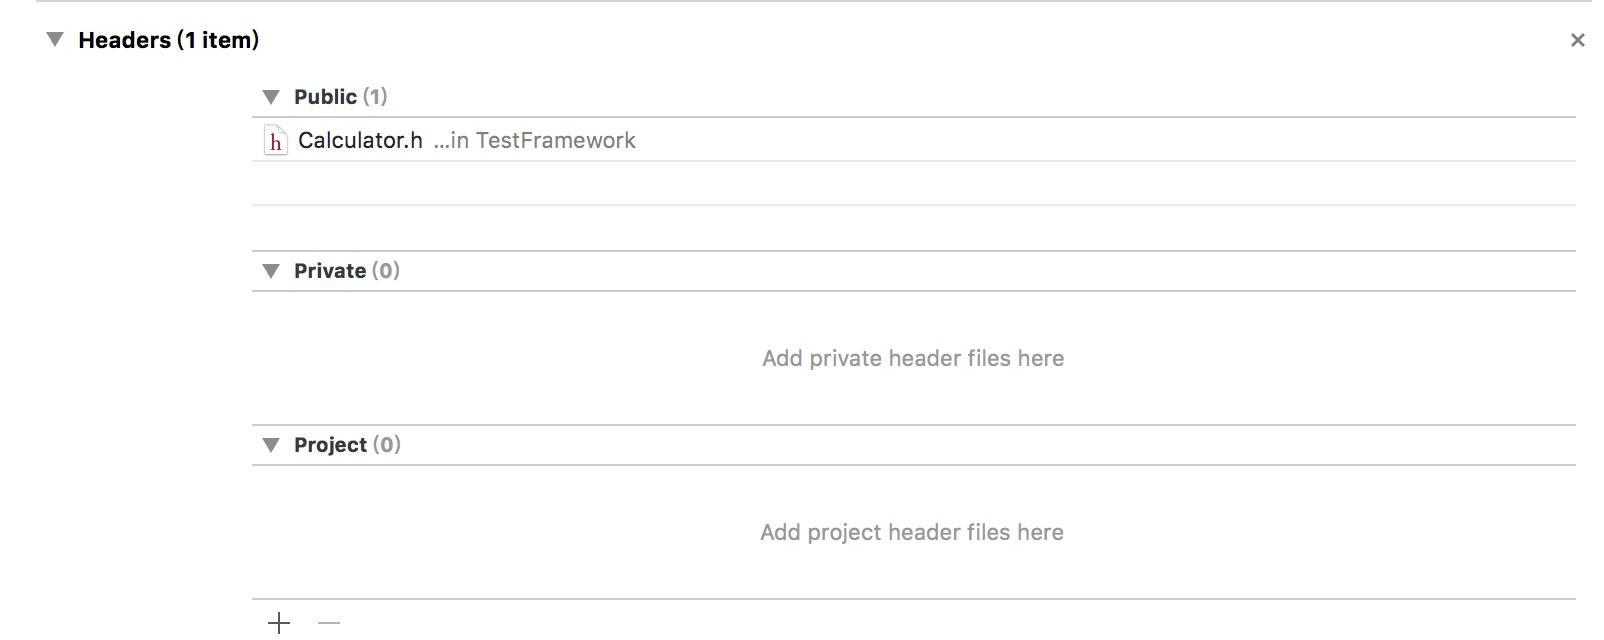 Headers (1 item)
Public (1)
h Calculator.h ...in TestFramework
Private (0)
Add private header files here
Project (0)
Add project header files here